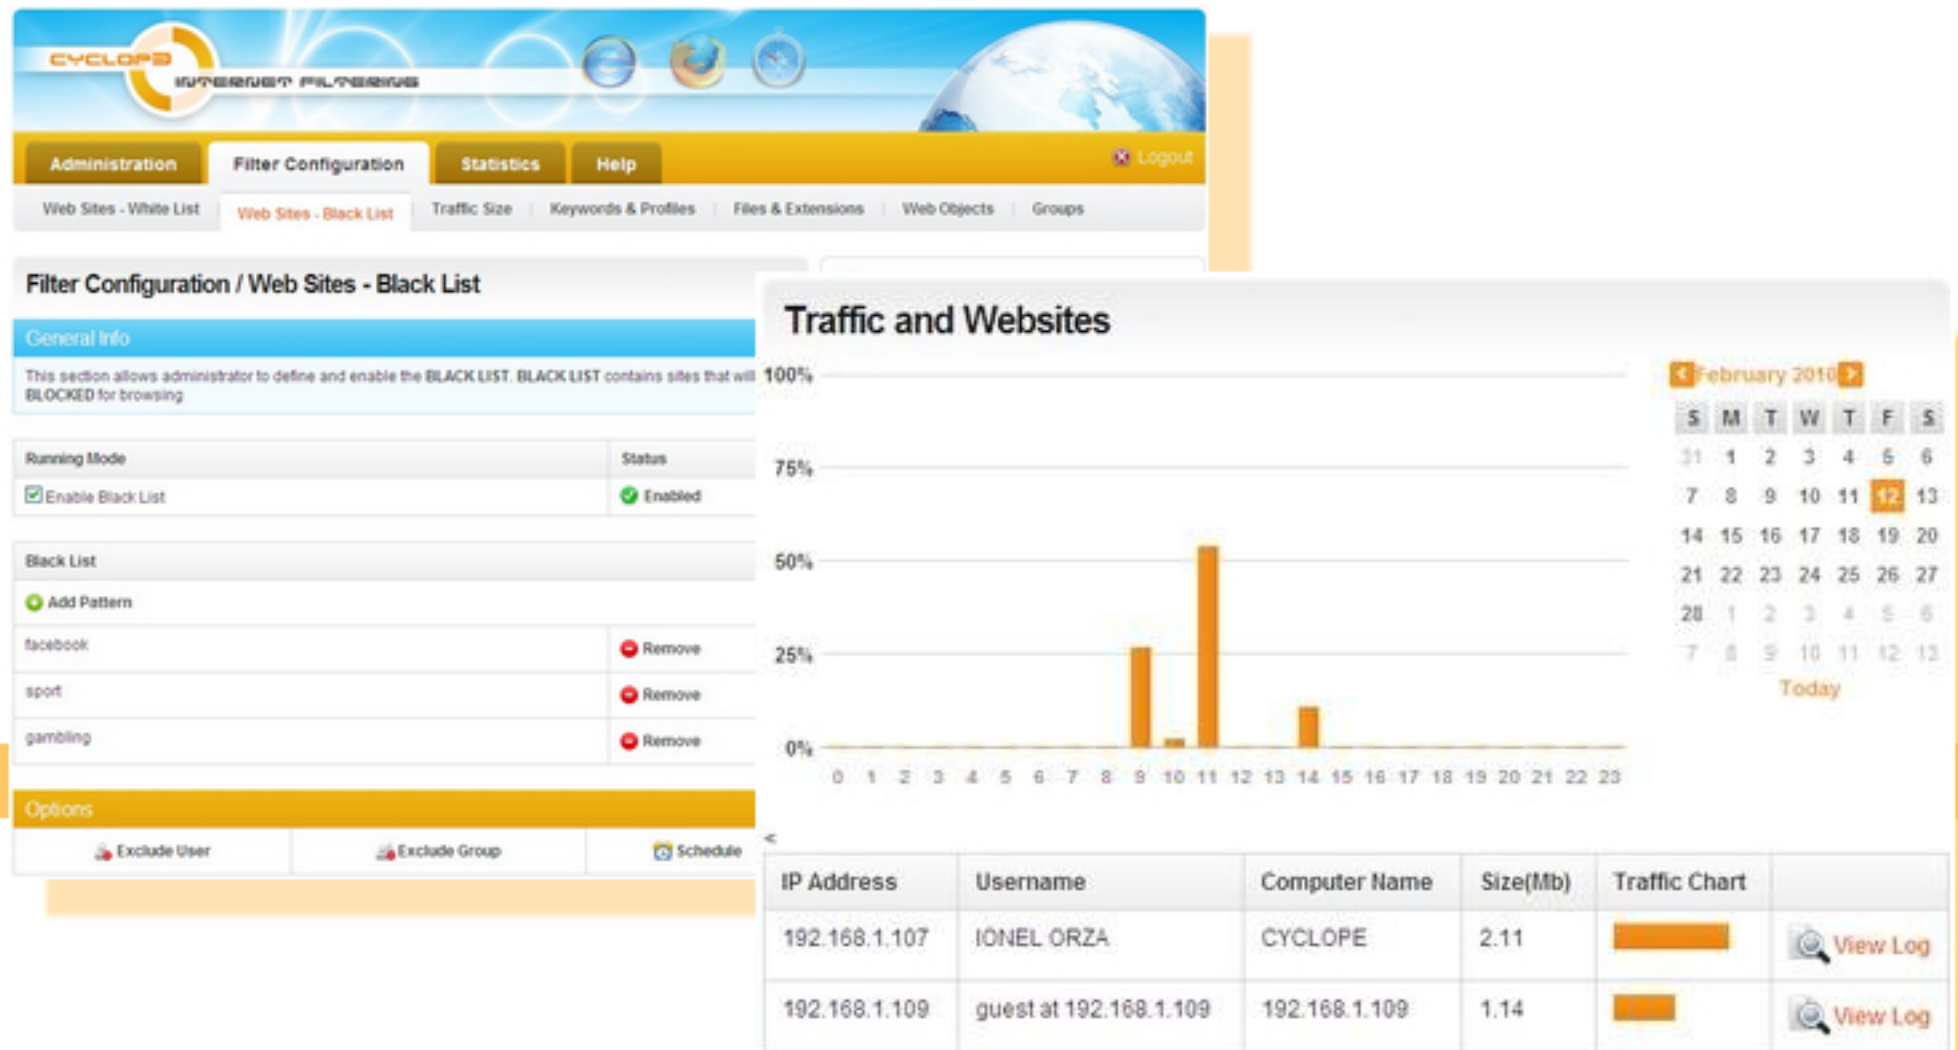 CYCLOPE
INTERNET FILTERING
Administration Filter Configuration Statistics Help Logout
Web Sites - White List Web Sites - Black List Traffic Size Keywords & Profiles Files & Extensions Web Objects Groups
Filter Configuration / Web Sites - Black List
General Info
This section allows administrator to define and enable the BLACK LIST. BLACK LIST contains sites that will
BLOCKED for browsing
Running Mode Status
Enable Black List Enabled
Black List
Add Pattern
facebook Remove
sport Remove
gambling Remove
Options
Exclude User Exclude Group Schedule
Traffic and Websites
100%
75%
50%
25%
0%
0 1 2 3 4 5 6 7 8 9 10 11 12 13 14 15 16 17 18 19 20 21 22 23
< February 2010 >
S M T W T F S
31 1 2 3 4 5 6
7 8 9 10 11 12 13
14 15 16 17 18 19 20
21 22 23 24 25 26 27
28 1 2 3 4 5 6
7 8 9 10 11 12 13
Today
<
IP Address Username Computer Name Size(Mb) Traffic Chart
192.168.1.107 IONEL ORZA CYCLOPE 2.11 View Log
192.168.1.109 guest at 192.168.1.109 192.168.1.109 1.14 View Log